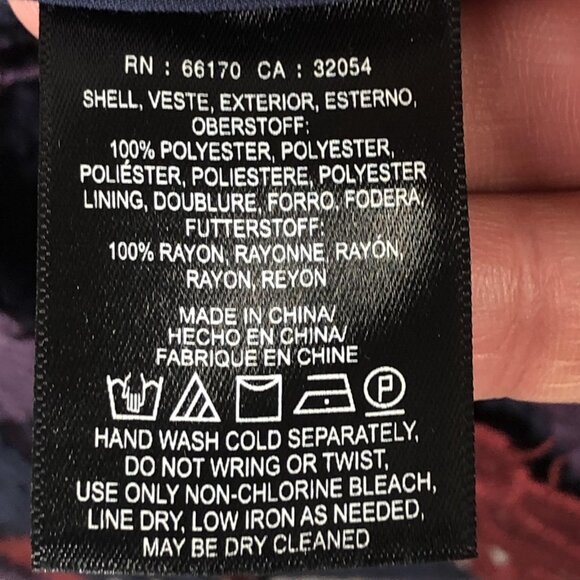 RN : 66170 CA : 32054
SHELL, VESTE, EXTERIOR, ESTERNO,
OBERSTOFF:
100% POLYESTER, POLYESTER,
POLIÉSTER, POLIESTERE, POLYESTER
LINING, DOUBLURE, FORRO, FODERA,
FUTTERSTOFF:
100% RAYON, RAYONNE, RAYÓN,
RAYON, REYON
MADE IN CHINA/
HECHO EN CHINA/
FABRIQUE EN CHINE
P
HAND WASH COLD SEPARATELY,
DO NOT WRING OR TWIST,
USE ONLY NON-CHLORINE BLEACH,
LINE DRY, LOW IRON AS NEEDED,
MAY BE DRY CLEANED